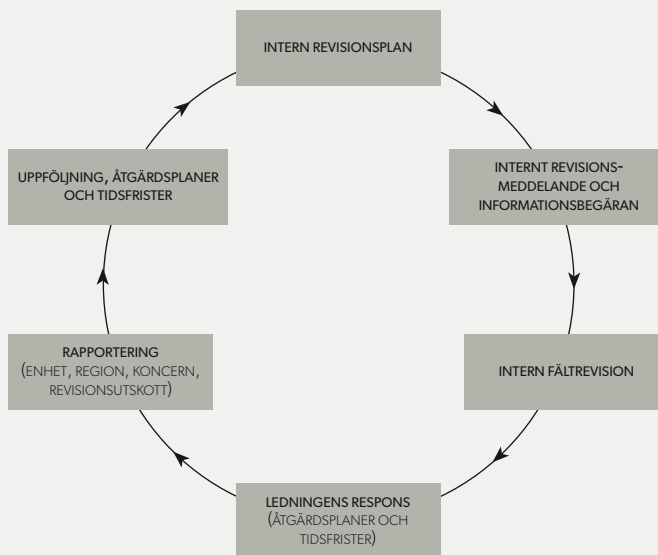 INTERN REVISIONSPLAN
INTERNT REVISIONS-
MEDDELANDE OCH
INFORMATIONSBEGÄRAN
INTERN FÄLTREVISION
LEDNINGENS RESPONS
(ÅTGÄRDSPLANER OCH
TIDSFRISTER)
RAPPORTERING
(ENHET, REGION, KONCERN,
REVISIONSUTSKOTT)
UPPFÖLJNING, ÅTGÄRDSPLANER
OCH TIDSFRISTER